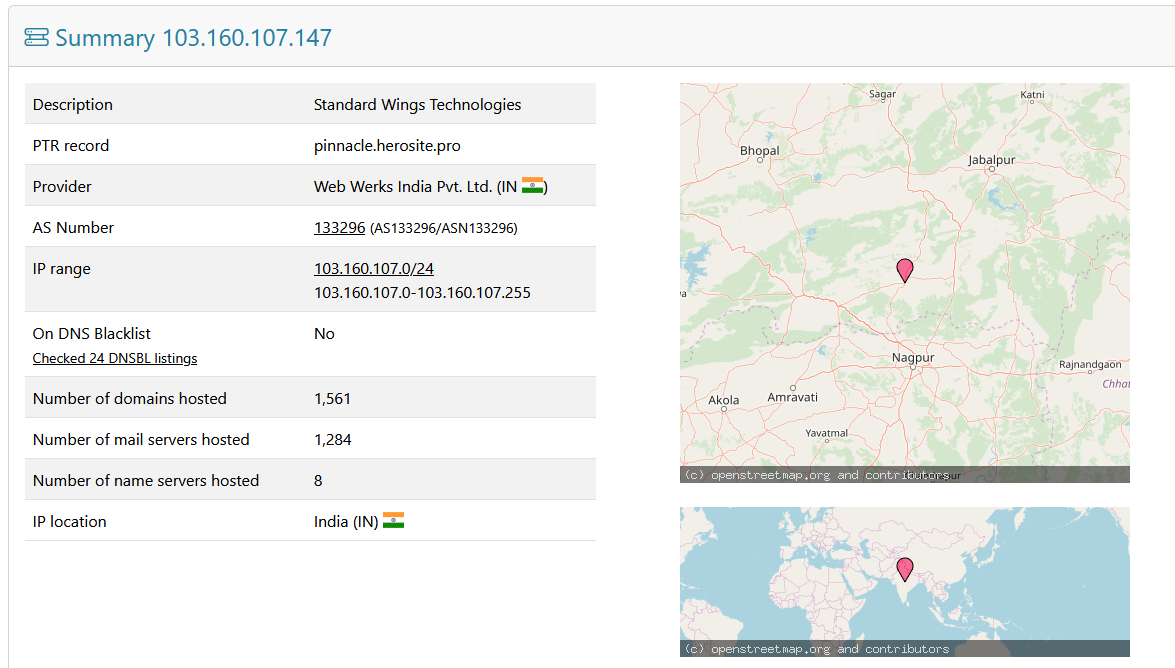 Summary 103.160.107.147
Description Standard Wings Technologies
PTR record pinnacle.herosite.pro
Provider Web Werks India Pvt. Ltd. (IN )
AS Number 133296 (AS133296/ASN133296)
IP range 103.160.107.0/24
103.160.107.0-103.160.107.255
On DNS Blacklist No
Checked 24 DNSBL listings
Number of domains hosted 1,561
Number of mail servers hosted 1,284
Number of name servers hosted 8
IP location India (IN)
Sagar
Katni
Bhopal
Jabalpur
Nagpur
Rajnandgaon
Chhat
Akola
Amravati
Yavatmal
(c) openstreetmap.org and contributors
(c) openstreetmap.org and contributors